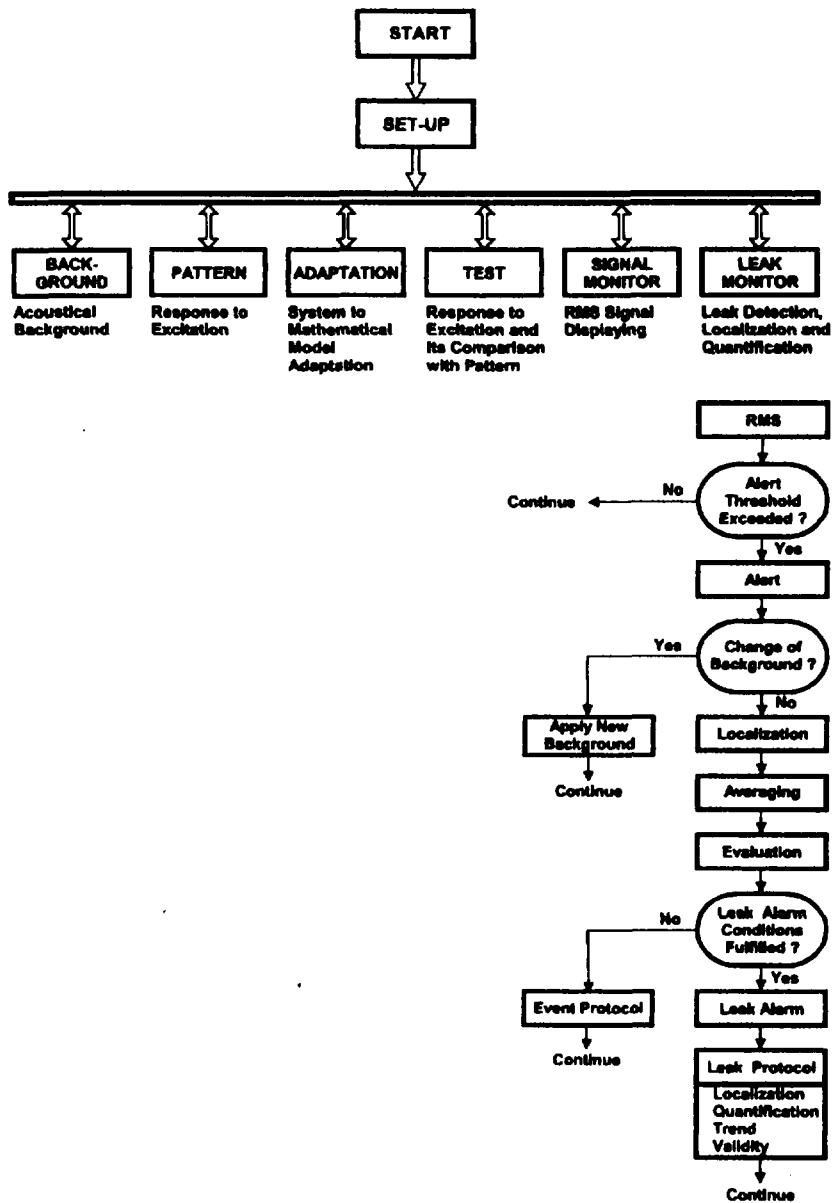 START
SET-UP
BACK-
GROUND
Acoustical
Background
PATTERN
Response to
Excitation
ADAPTATION
System to
Mathematical
Model
Adaptation
TEST
Response to
Excitation and
Its Comparison
with Pattern
SIGNAL
MONITOR
RMS Signal
Displaying
LEAK
MONITOR
Leak Detection,
Localization and
Quantification
RMS
Alert
Threshold
Exceeded ?
No
Continue
Yes
Alert
Change of
Background ?
Yes
Apply New
Background
Continue
No
Localization
Averaging
Evaluation
Leak Alarm
Conditions
Fulfilled ?
No
Event Protocol
Continue
Yes
Leak Alarm
Leak Protocol
Localization
Quantification
Trend
Validity
Continue